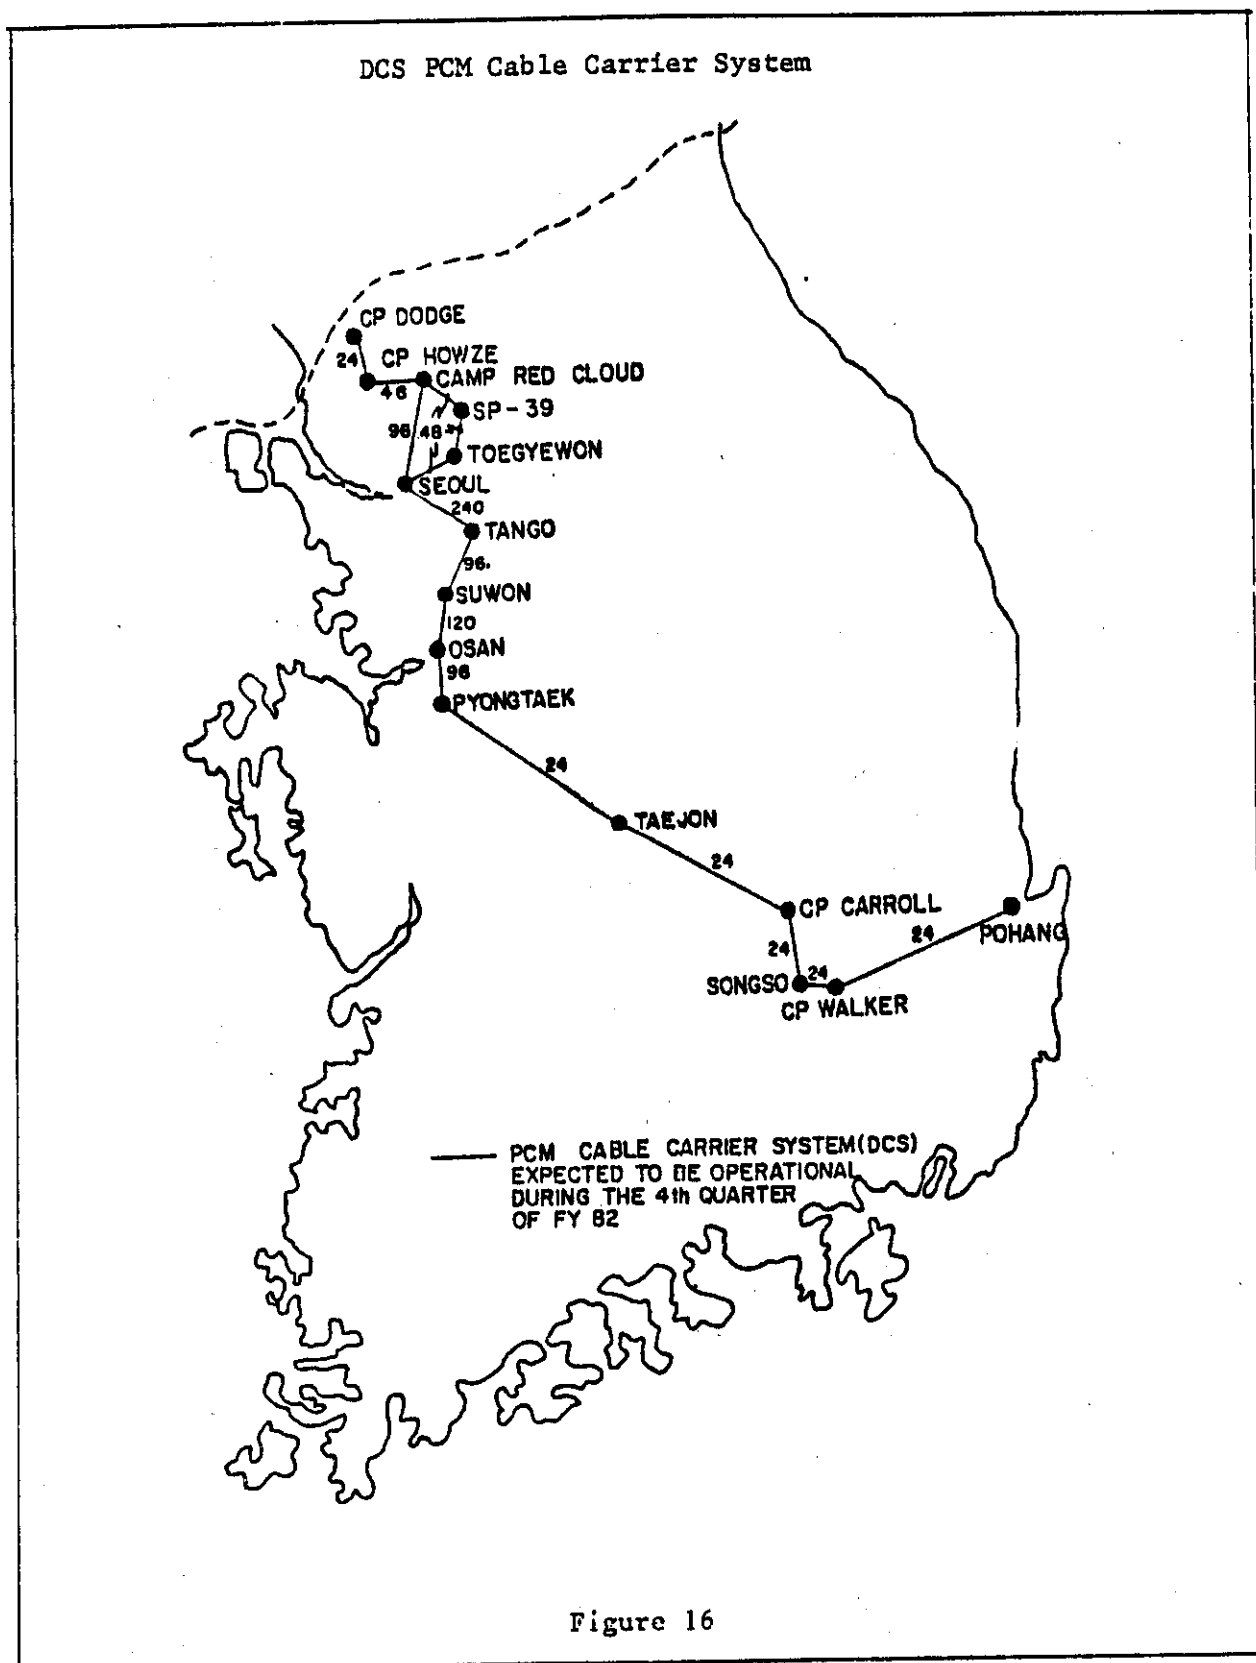 DCS PCM Cable Carrier System
CP DODGE
24
CP HOWZE
46
CAMP RED CLOUD
SP-39
96
48
TOEGYEWON
SEOUL
240
TANGO
96
SUWON
120
OSAN
96
PYONGTAEK
24
TAEJON
24
CP CARROLL
24
POHANG
24
SONGSO
24
CP WALKER
PCM CABLE CARRIER SYSTEM(DCS)
EXPECTED TO BE OPERATIONAL
DURING THE 4th QUARTER
OF FY 82
Figure 16